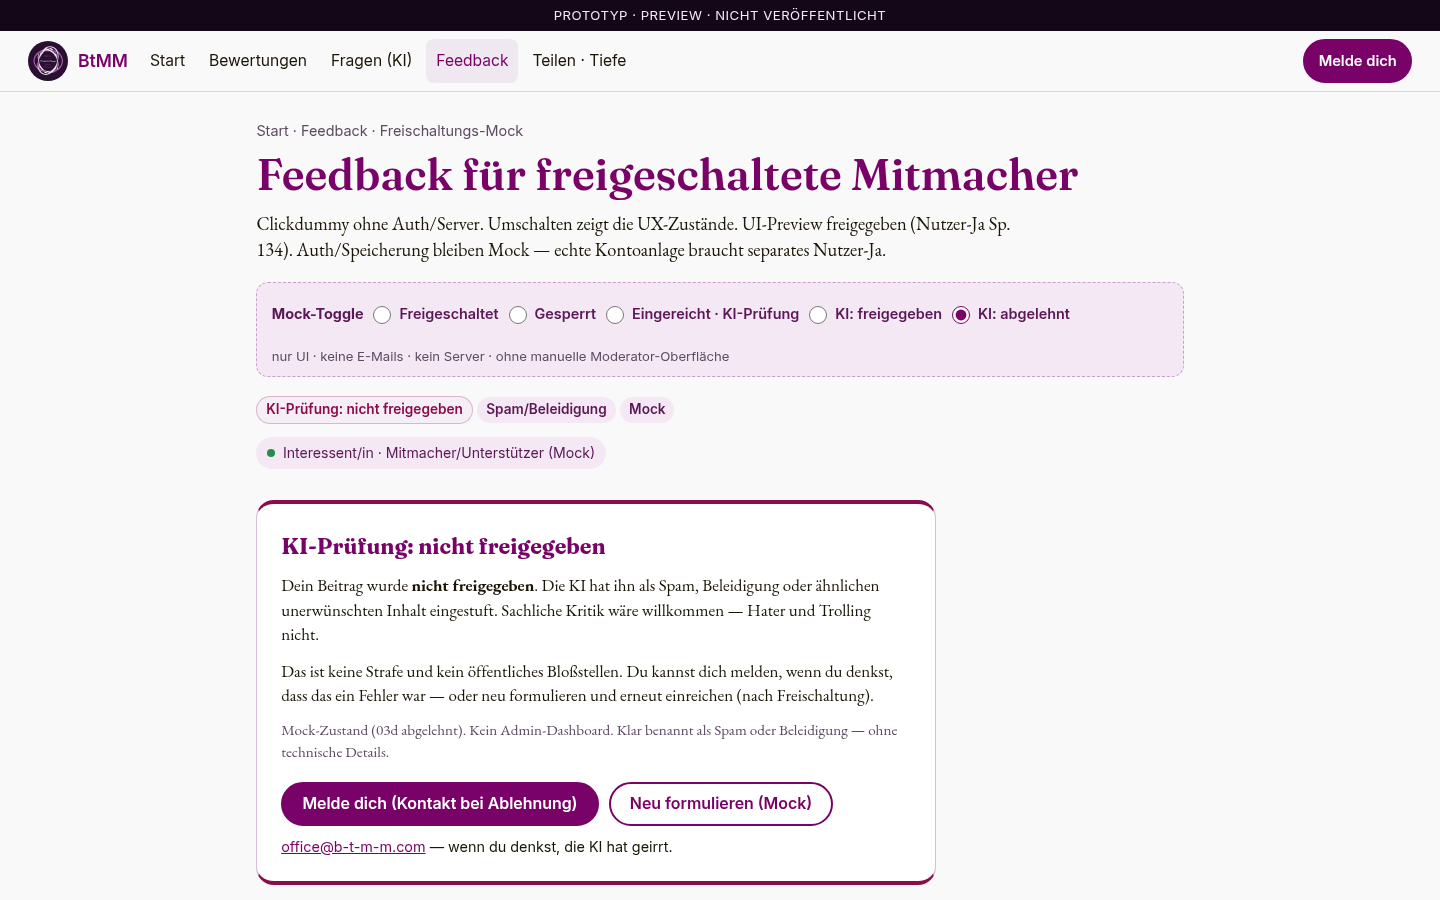 PROTOTYP · PREVIEW · NICHT VERÖFFENTLICHT
BtMM Start Bewertungen Fragen (KI) Feedback Teilen · Tiefe Melde dich
Start · Feedback · Freischaltungs-Mock
Feedback für freigeschaltete Mitmacher
Clickdummy ohne Auth/Server. Umschalten zeigt die UX-Zustände. UI-Preview freigegeben (Nutzer-Ja Sp.
134). Auth/Speicherung bleiben Mock — echte Kontoanlage braucht separates Nutzer-Ja.
Mock-Toggle Freigeschaltet Gesperrt Eingereicht · KI-Prüfung KI: freigegeben KI: abgelehnt
nur UI · keine E-Mails · kein Server · ohne manuelle Moderator-Oberfläche
KI-Prüfung: nicht freigegeben Spam/Beleidigung Mock
Interessent/in · Mitmacher/Unterstützer (Mock)
KI-Prüfung: nicht freigegeben
Dein Beitrag wurde nicht freigegeben. Die KI hat ihn als Spam, Beleidigung oder ähnlichen
unerwünschten Inhalt eingestuft. Sachliche Kritik wäre willkommen — Hater und Trolling
nicht.
Das ist keine Strafe und kein öffentliches Bloßstellen. Du kannst dich melden, wenn du denkst,
dass das ein Fehler war — oder neu formulieren und erneut einreichen (nach Freischaltung).
Mock-Zustand (03d abgelehnt). Kein Admin-Dashboard. Klar benannt als Spam oder Beleidigung — ohne
technische Details.
Melde dich (Kontakt bei Ablehnung) Neu formulieren (Mock)
office@b-t-m-m.com — wenn du denkst, die KI hat geirrt.